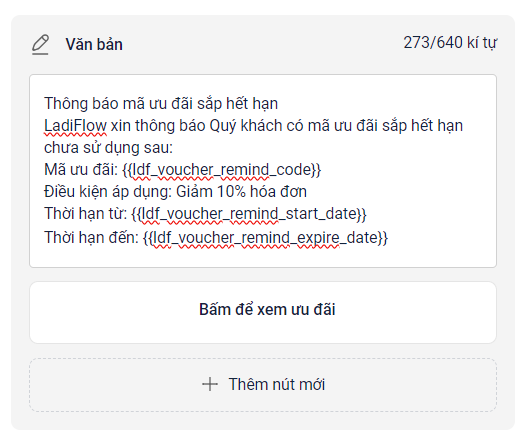 Văn bản
273/640 kí tự
Thông báo mã ưu đãi sắp hết hạn
LadiFlow xin thông báo Quý khách có mã ưu đãi sắp hết hạn
chưa sử dụng sau:
Mã ưu đãi: {{ldf_voucher_remind_code}}
Điều kiện áp dụng: Giảm 10% hóa đơn
Thời hạn từ: {{ldf_voucher_remind_start_date}}
Thời hạn đến: {{ldf_voucher_remind_expire_date}}
Bấm để xem ưu đãi
Thêm nút mới